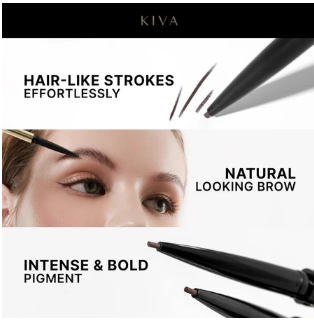 KIVA
HAIR-LIKE STROKES
EFFORTLESSLY
NATURAL
LOOKING BROW
INTENSE & BOLD
PIGMENT